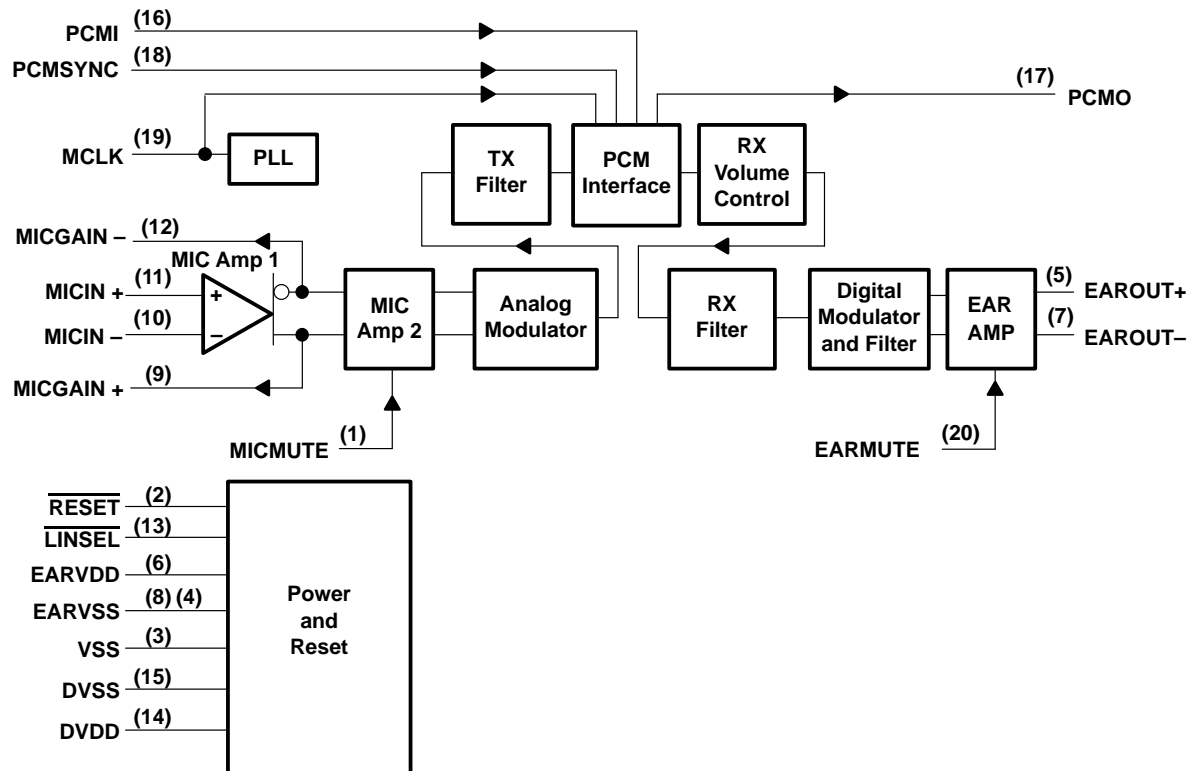 (16)
PCMI
(18)
PCMSYNC
(17)
PCMO
(19)
MCLK
PLL
TX
Filter
PCM
Interface
RX
Volume
Control
(12)
MICGAIN –
MIC Amp 1
(11)
MICIN +
+
(10)
MICIN –
–
(9)
MICGAIN +
MIC
Amp 2
Analog
Modulator
RX
Filter
Digital
Modulator
and Filter
EAR
AMP
(5)
EAROUT+
(7)
EAROUT–
(1)
MICMUTE
(20)
EARMUTE
(2)
RESET
(13)
LINSEL
(6)
EARVDD
(8) (4)
EARVSS
(3)
VSS
(15)
DVSS
(14)
DVDD
Power
and
Reset